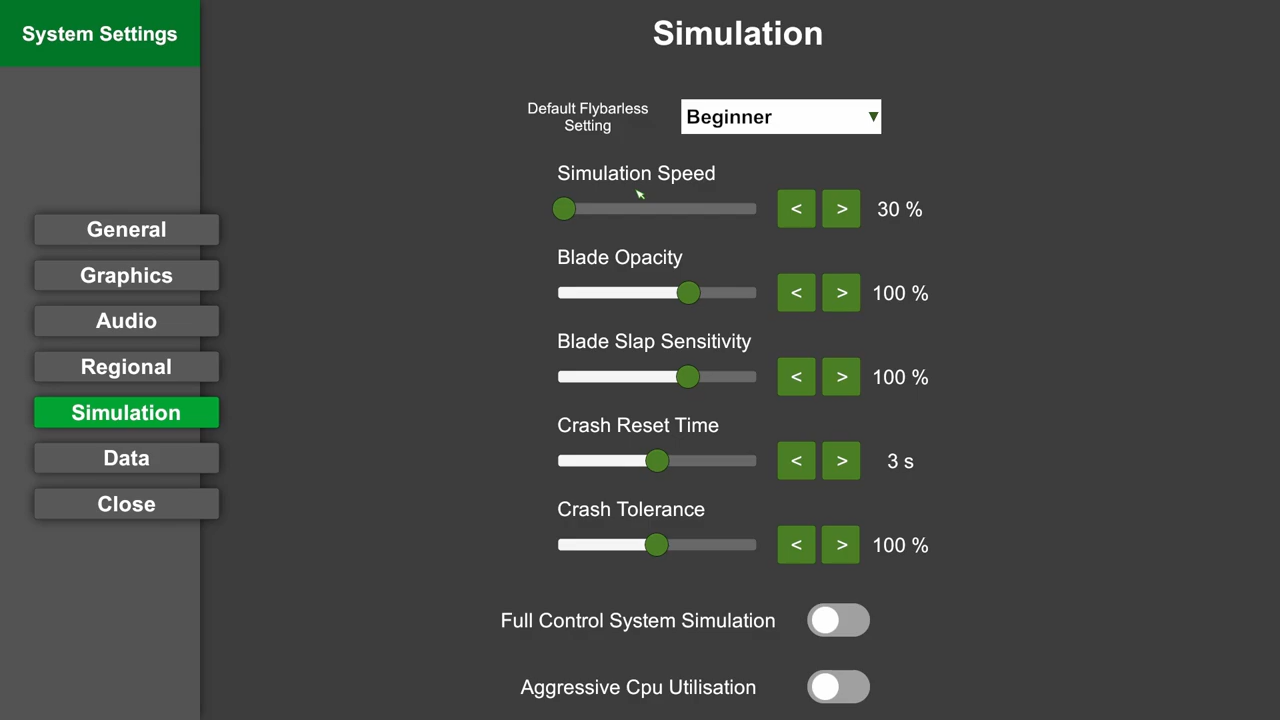 System Settings
Simulation
Default Flybarless
Setting
Beginner
Simulation Speed
< > 30 %
Blade Opacity
< > 100 %
Blade Slap Sensitivity
< > 100 %
Crash Reset Time
< > 3 s
Crash Tolerance
< > 100 %
Full Control System Simulation
Aggressive Cpu Utilisation
General
Graphics
Audio
Regional
Simulation
Data
Close